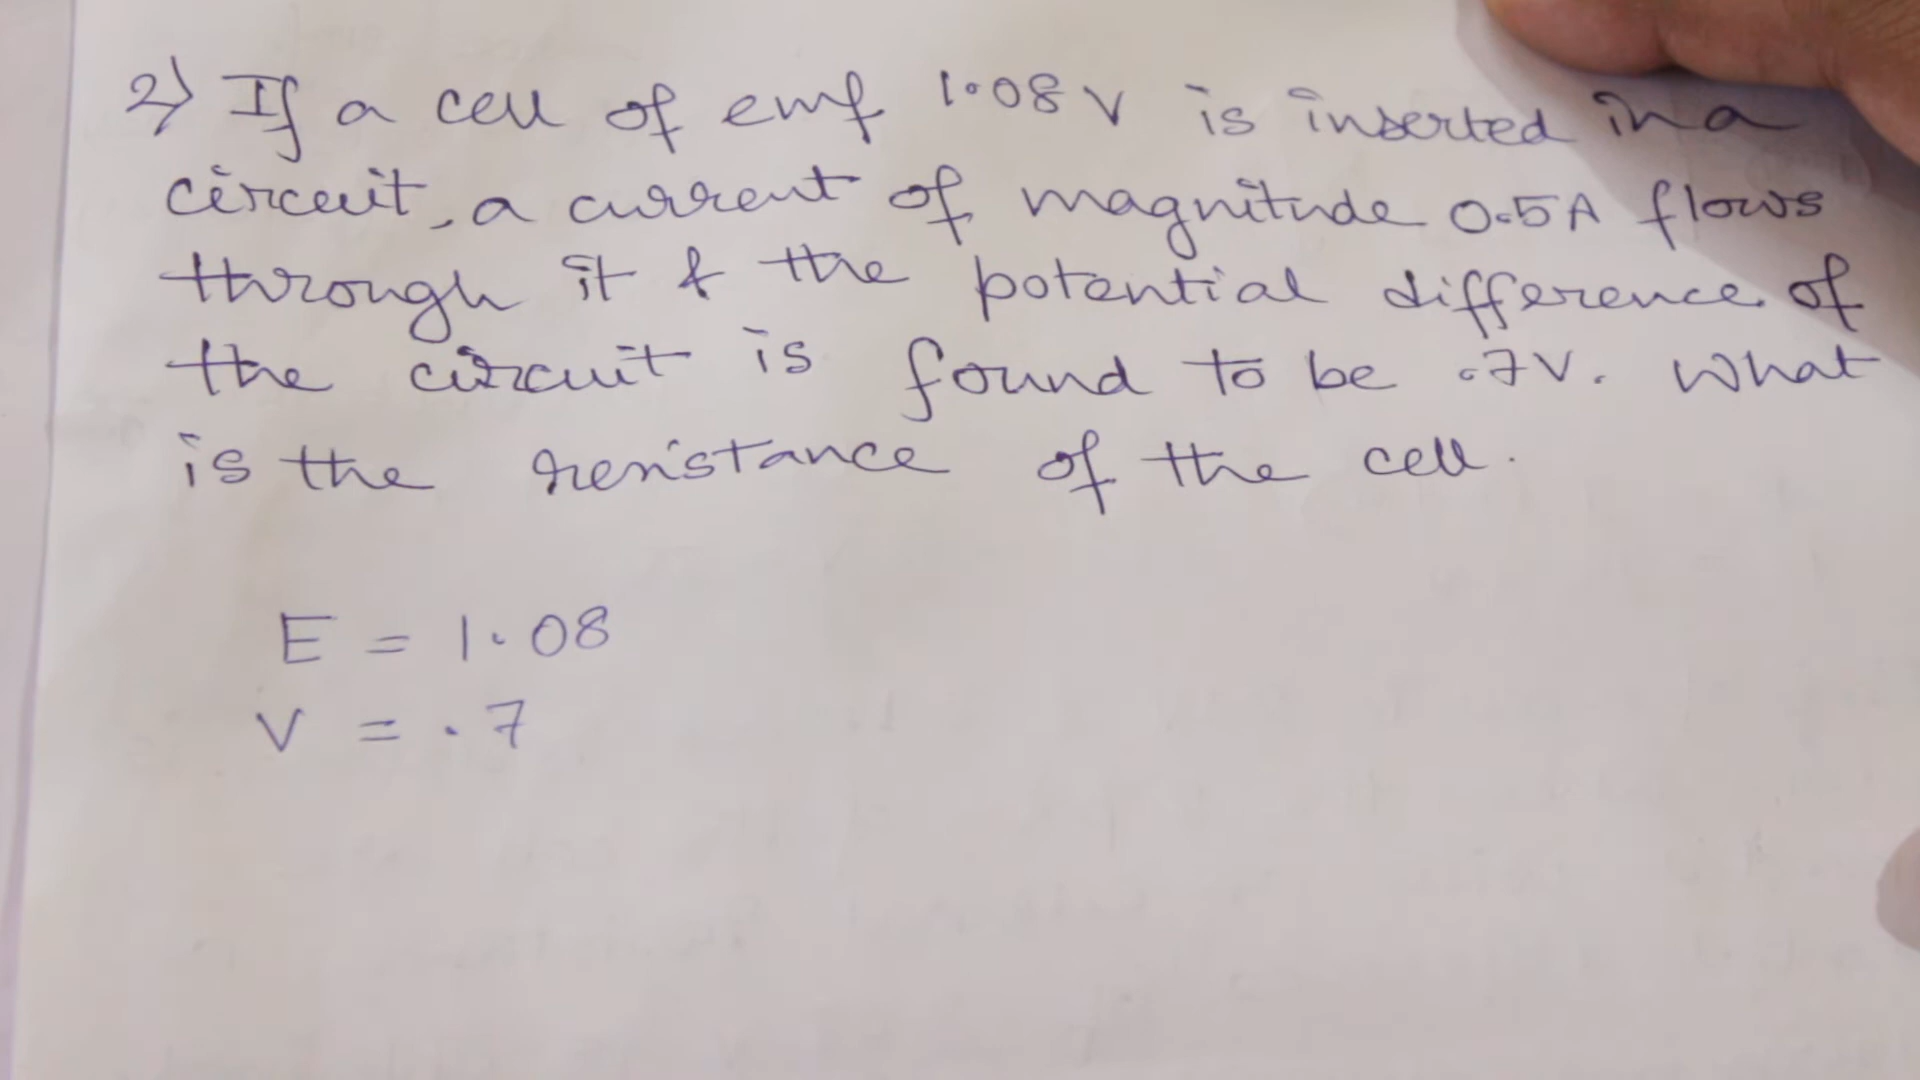 2) If a cell of emf 1.08 V is inserted in a
circuit, a current of magnitude 0.5A flows
through it & the potential difference of
the circuit is found to be .7V. What
is the resistance of the cell.
E = 1.08
V = .7